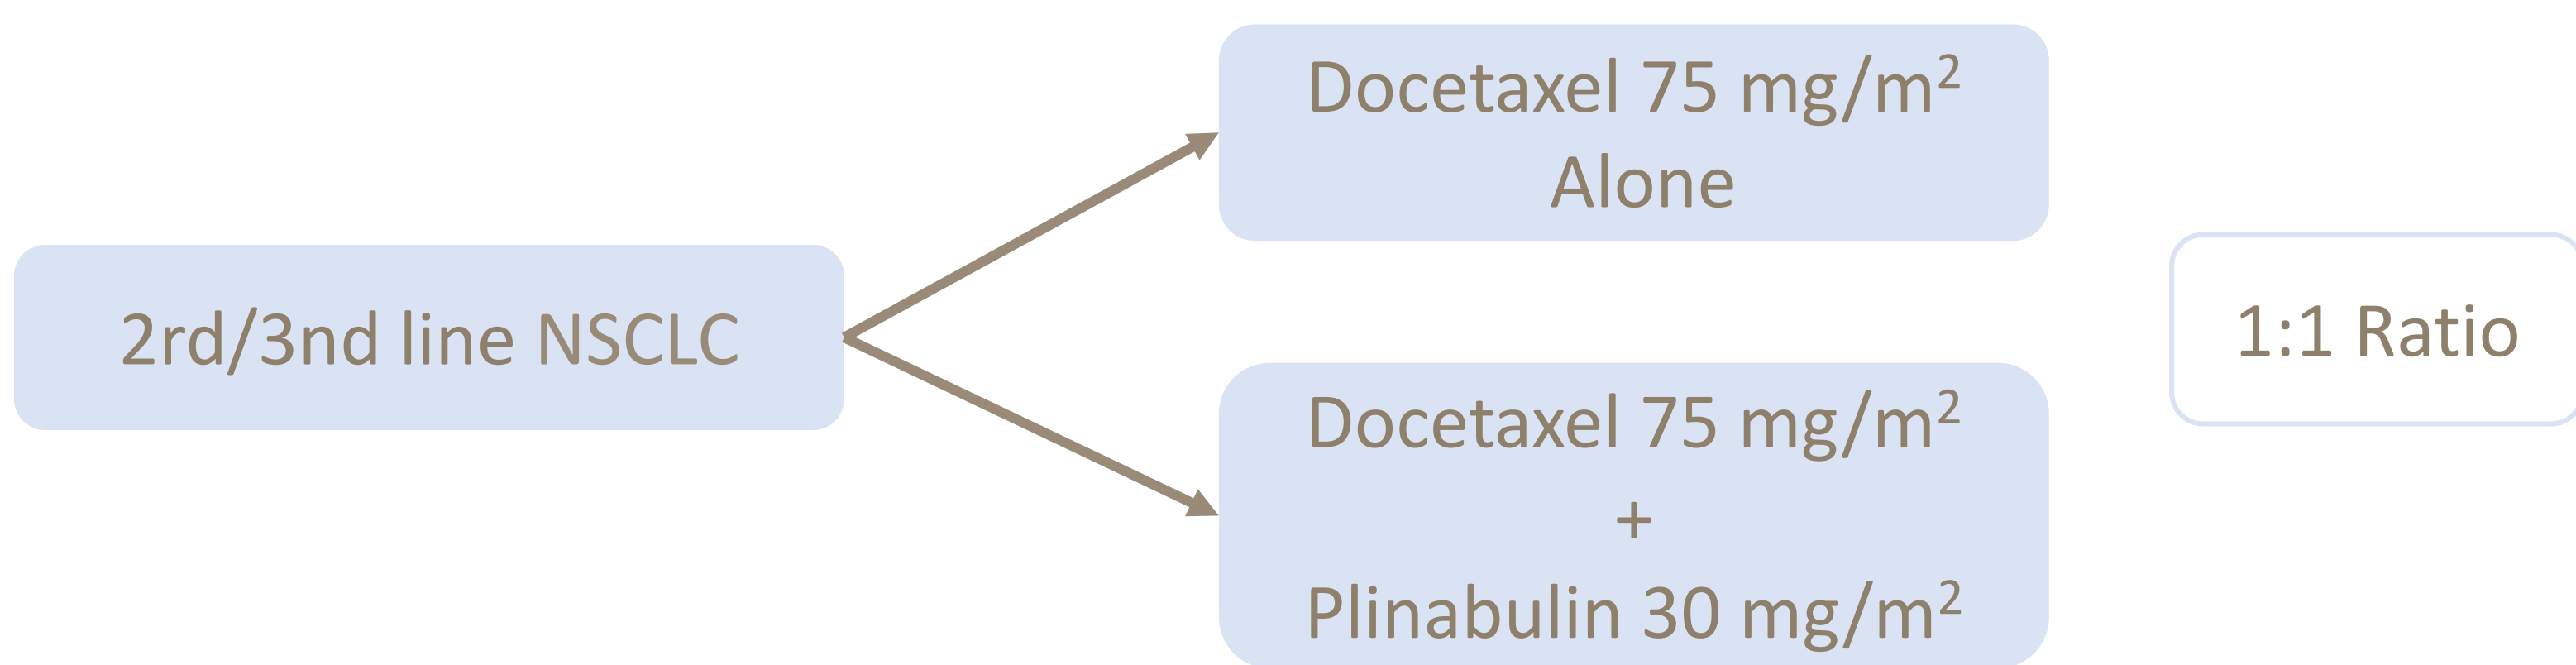 2rd/3nd line NSCLC
Docetaxel 75 mg/m²
Alone
Docetaxel 75 mg/m²
+
Plinabulin 30 mg/m²
1:1 Ratio